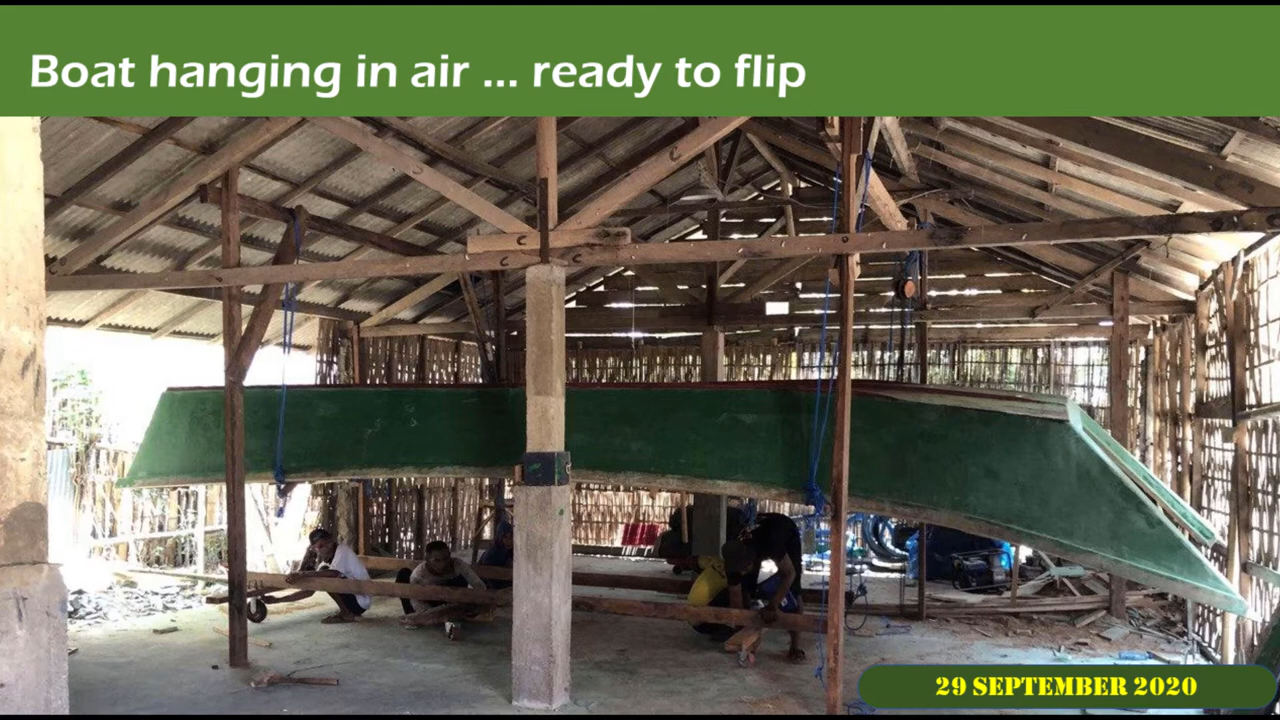 Boat hanging in air ... ready to flip
29 SEPTEMBER 2020